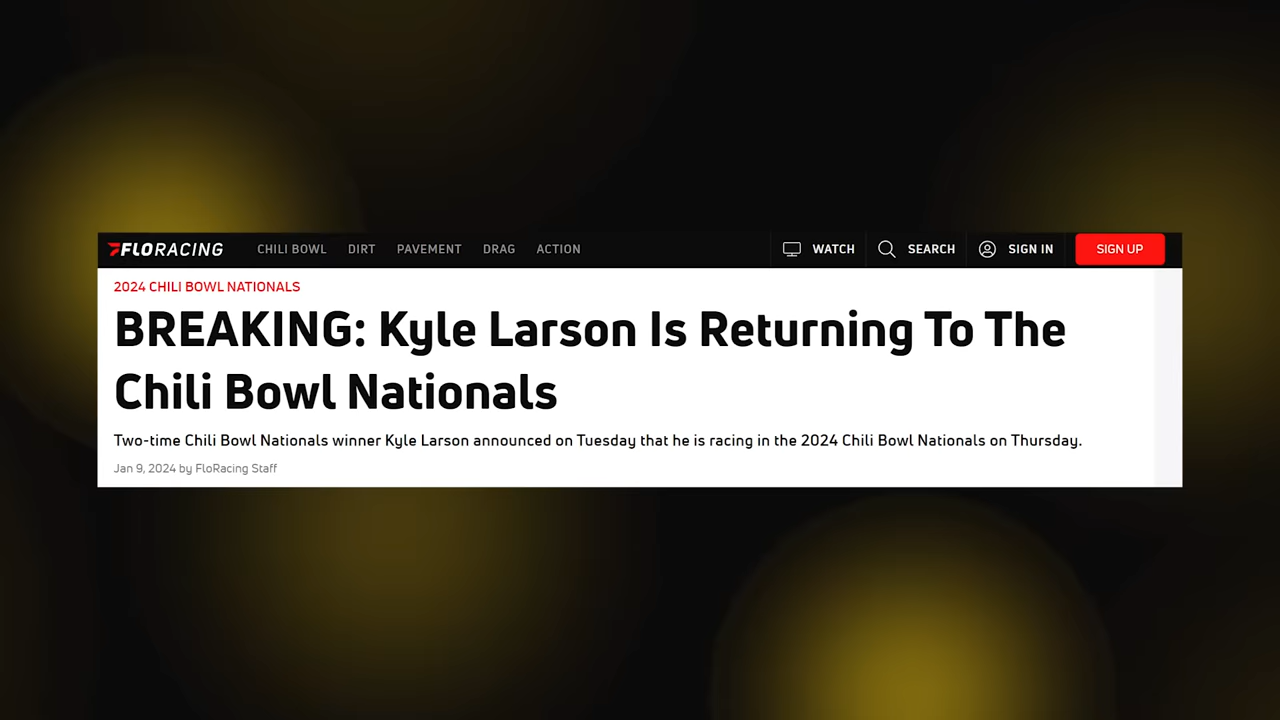 FLORACING CHILI BOWL DIRT PAVEMENT DRAG ACTION WATCH SEARCH SIGN IN SIGN UP
2024 CHILI BOWL NATIONALS
BREAKING: Kyle Larson Is Returning To The
Chili Bowl Nationals
Two-time Chili Bowl Nationals winner Kyle Larson announced on Tuesday that he is racing in the 2024 Chili Bowl Nationals on Thursday.
Jan 9, 2024 by FloRacing Staff